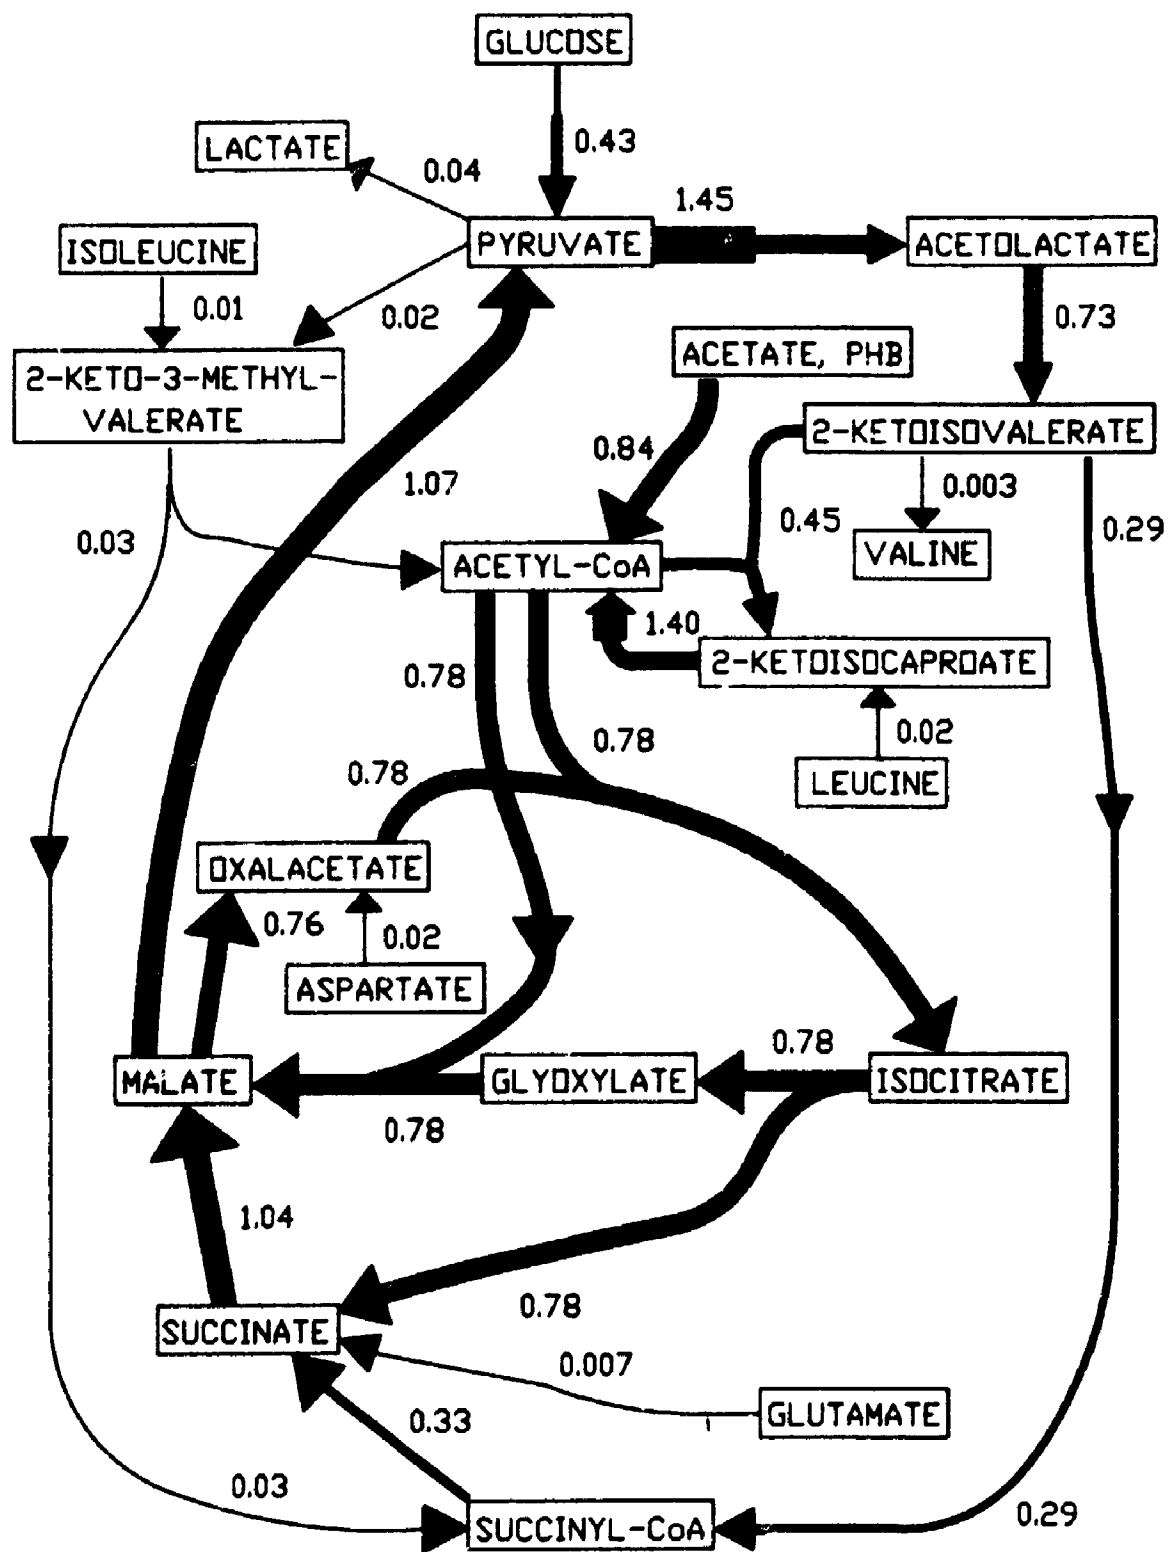 GLUCOSE
0.43
LACTATE
0.04
1.45
PYRUVATE
ACETOLACTATE
ISOLEUCINE
0.01
0.02
0.73
2-KETO-3-METHYL-
VALERATE
ACETATE, PHB
2-KETOISOVALERATE
0.84
1.07
0.003
0.45
0.29
0.03
VALINE
ACETYL-CoA
1.40
2-KETOISOCAPROATE
0.78
0.78
0.02
LEUCINE
0.78
OXALACETATE
0.76
0.02
ASPARTATE
0.78
MALATE
GLYOXYLATE
ISOCITRATE
0.78
1.04
0.78
SUCCINATE
0.007
GLUTAMATE
0.33
0.03
0.29
SUCCINYL-CoA